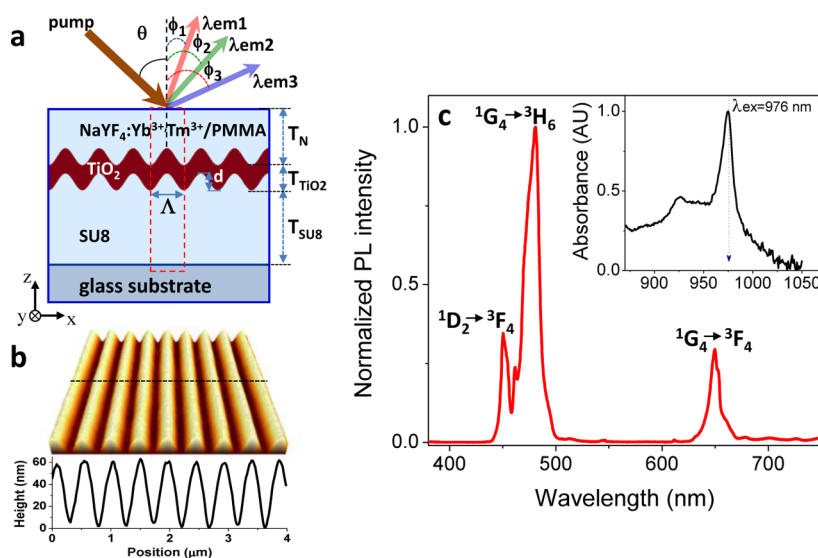 a
pump
θ
ϕ1
ϕ2
ϕ3
λem1
λem2
λem3
NaYF4:Yb3+Tm3+/PMMA
TN
TiO2
d
TTiO2
Λ
SU8
TSU8
glass substrate
z
y
x
b
Height (nm)
60
40
20
0
0
1
2
3
4
Position (μm)
c
1G4→3H6
1D2→3F4
1G4→3F4
Normalized PL intensity
1.0
0.5
0.0
400
500
600
700
Wavelength (nm)
λex=976 nm
Absorbance (AU)
1.0
0.5
0.0
900
950
1000
1050